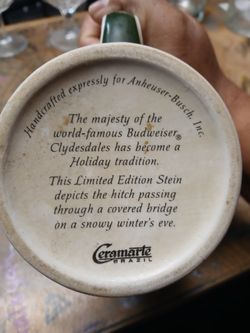 Handcrafted expressly for Anheuser-Busch, Inc.
The majesty of the
world-famous Budweiser®
Clydesdales has become a
Holiday tradition.
This Limited Edition Stein
depicts the hitch passing
through a covered bridge
on a snowy winter's eve.
Ceramarte
BRAZIL